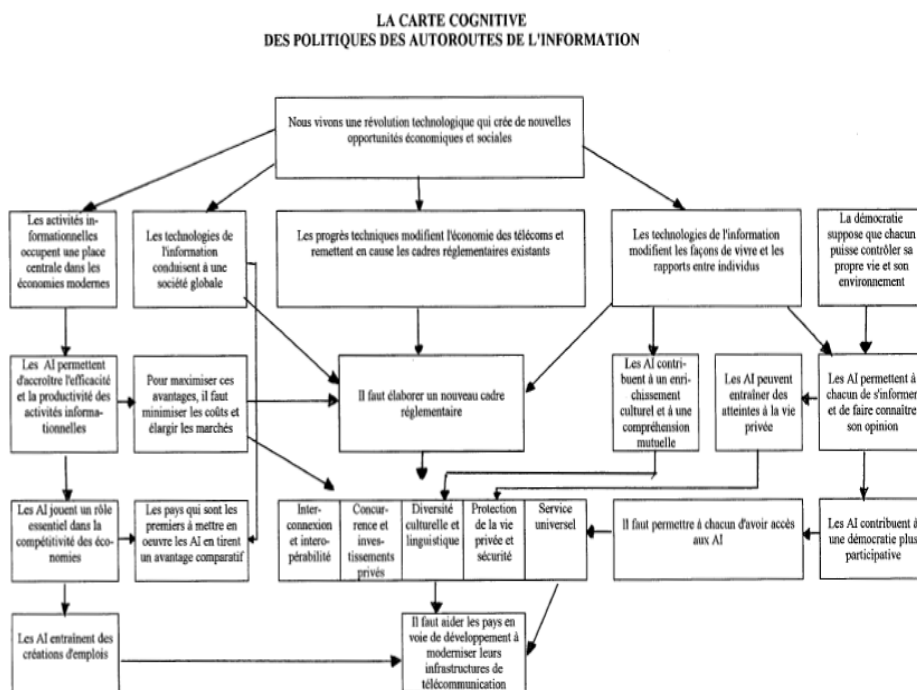 LA CARTE COGNITIVE
DES POLITIQUES DES AUTOROUTES DE L'INFORMATION
Nous vivons une révolution technologique qui crée de nouvelles
opportunités économiques et sociales
Les activités in-
formationnelles
occupent une place
centrale dans les
économies modernes
Les technologies de
l'information
conduisent à une
société globale
Les progrès techniques modifient l'économie des télécoms et
remettent en cause les cadres réglementaires existants
Les technologies de l'information
modifient les façons de vivre et les
rapports entre individus
La démocratie
suppose que chacun
puisse contrôler sa
propre vie et son
environnement
Les AI permettent
d'accroître l'efficacité
et la productivité des
activités informa-
tionnelles
Pour maximiser ces
avantages, il faut
minimiser les coûts et
élargir les marchés
Il faut élaborer un nouveau cadre
réglementaire
Les AI contri-
buent à un enri-
chissement
culturel et à une
compréhension
mutuelle
Les AI peuvent
entraîner des
atteintes à la vie
privée
Les AI permettent à
chacun de s'informer
et de faire connaître
son opinion
Les AI jouent un rôle
essentiel dans la
compétitivité des éco-
nomies
Les pays qui sont les
premiers à mettre en
oeuvre les AI en tirent
un avantage comparatif
Inter-
connexion
et intero-
pérabilité
Concur-
rence et
inves-
tissements
privés
Diversité
culturelle et
linguistique
Protection
de la vie
privée et
sécurité
Service
universel
Il faut permettre à chacun d'avoir accès
aux AI
Les AI contribuent à
une démocratie plus
participative
Les AI entraînent des
créations d'emplois
Il faut aider les pays en
voie de développement à
moderniser leurs
infrastructures de
télécommunication